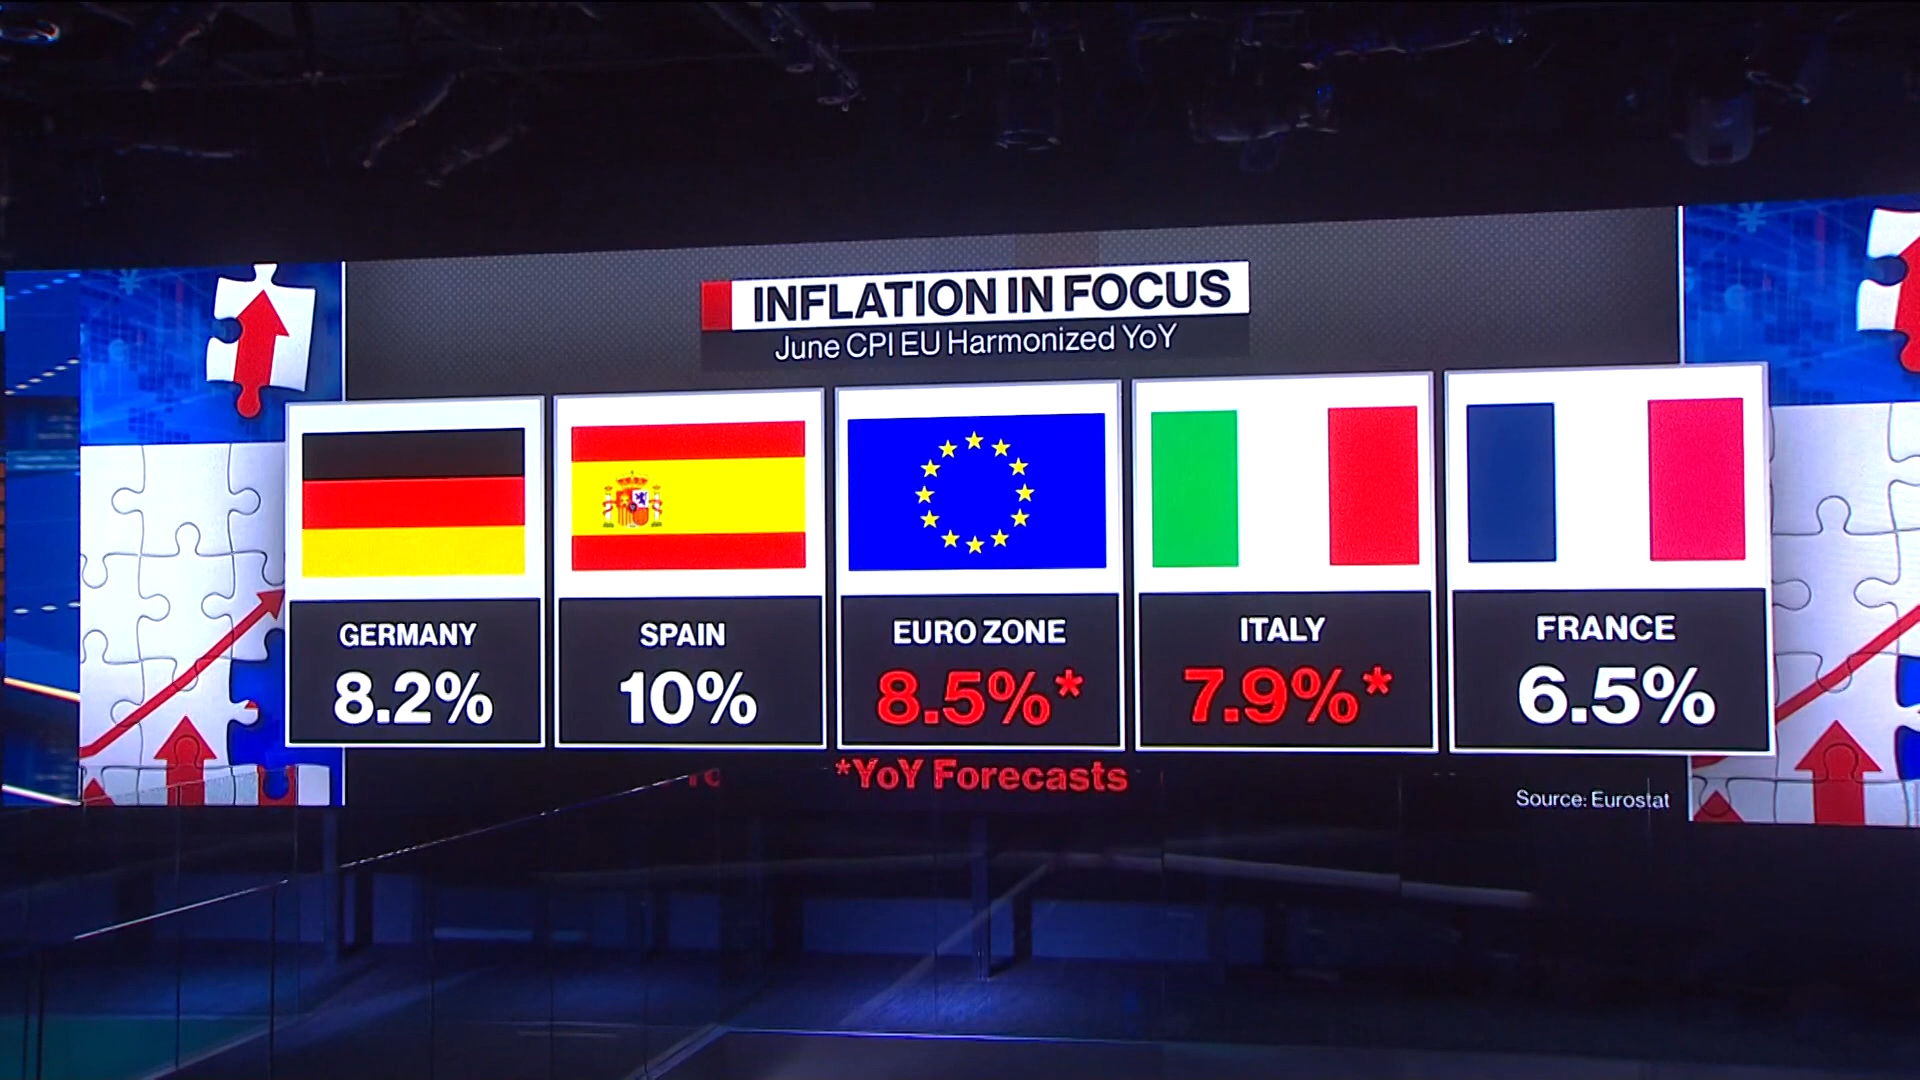 INFLATION IN FOCUS
June CPI EU Harmonized YoY
GERMANY
8.2%
SPAIN
10%
EURO ZONE
8.5%*
ITALY
7.9%*
FRANCE
6.5%
*YoY Forecasts
Source: Eurostat